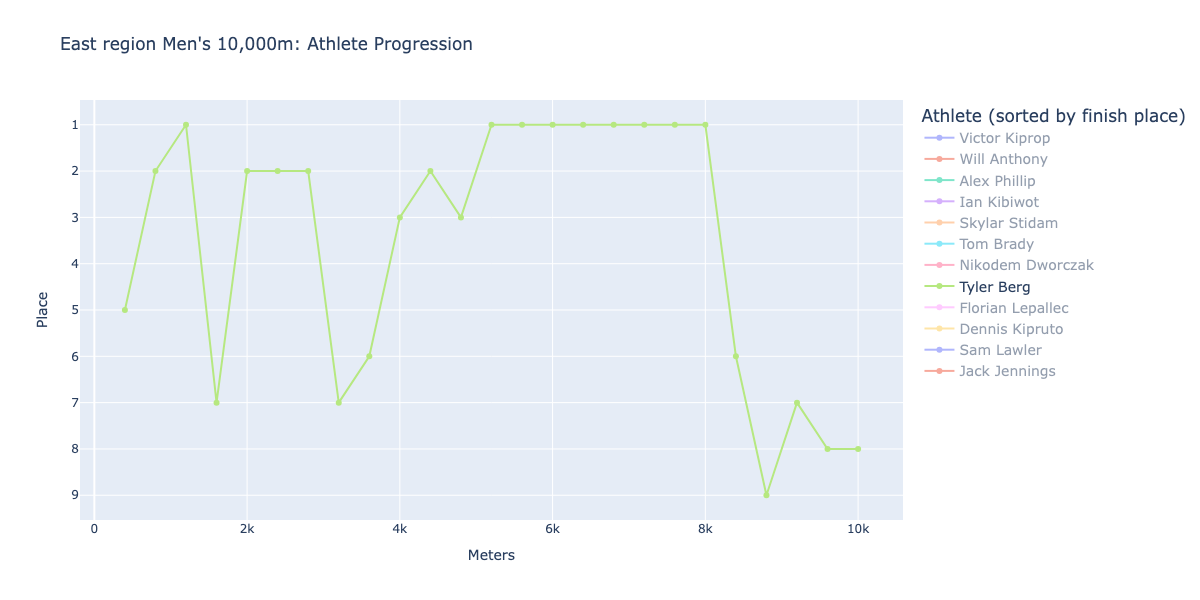 East region Men's 10,000m: Athlete Progression
Athlete (sorted by finish place)
Victor Kiprop
Will Anthony
Alex Phillip
Ian Kibiwot
Skylar Stidam
Tom Brady
Nikodem Dworczak
Tyler Berg
Florian Lepallec
Dennis Kipruto
Sam Lawler
Jack Jennings
Place
1
2
3
4
5
6
7
8
9
0 2k 4k 6k 8k 10k
Meters